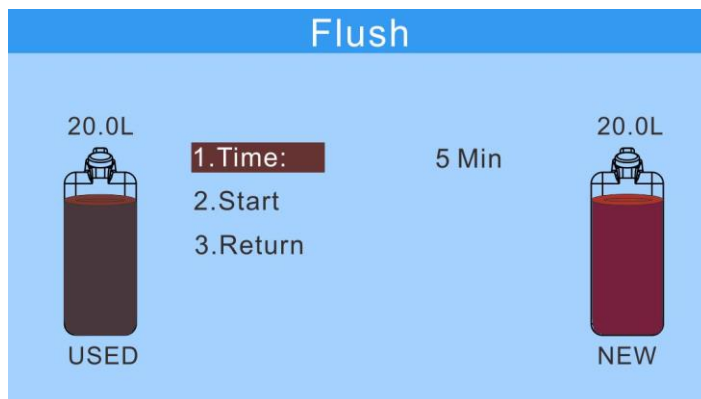 Flush
20.0L
20.0L
1.Time: 5 Min
2.Start
3.Return
USED
NEW